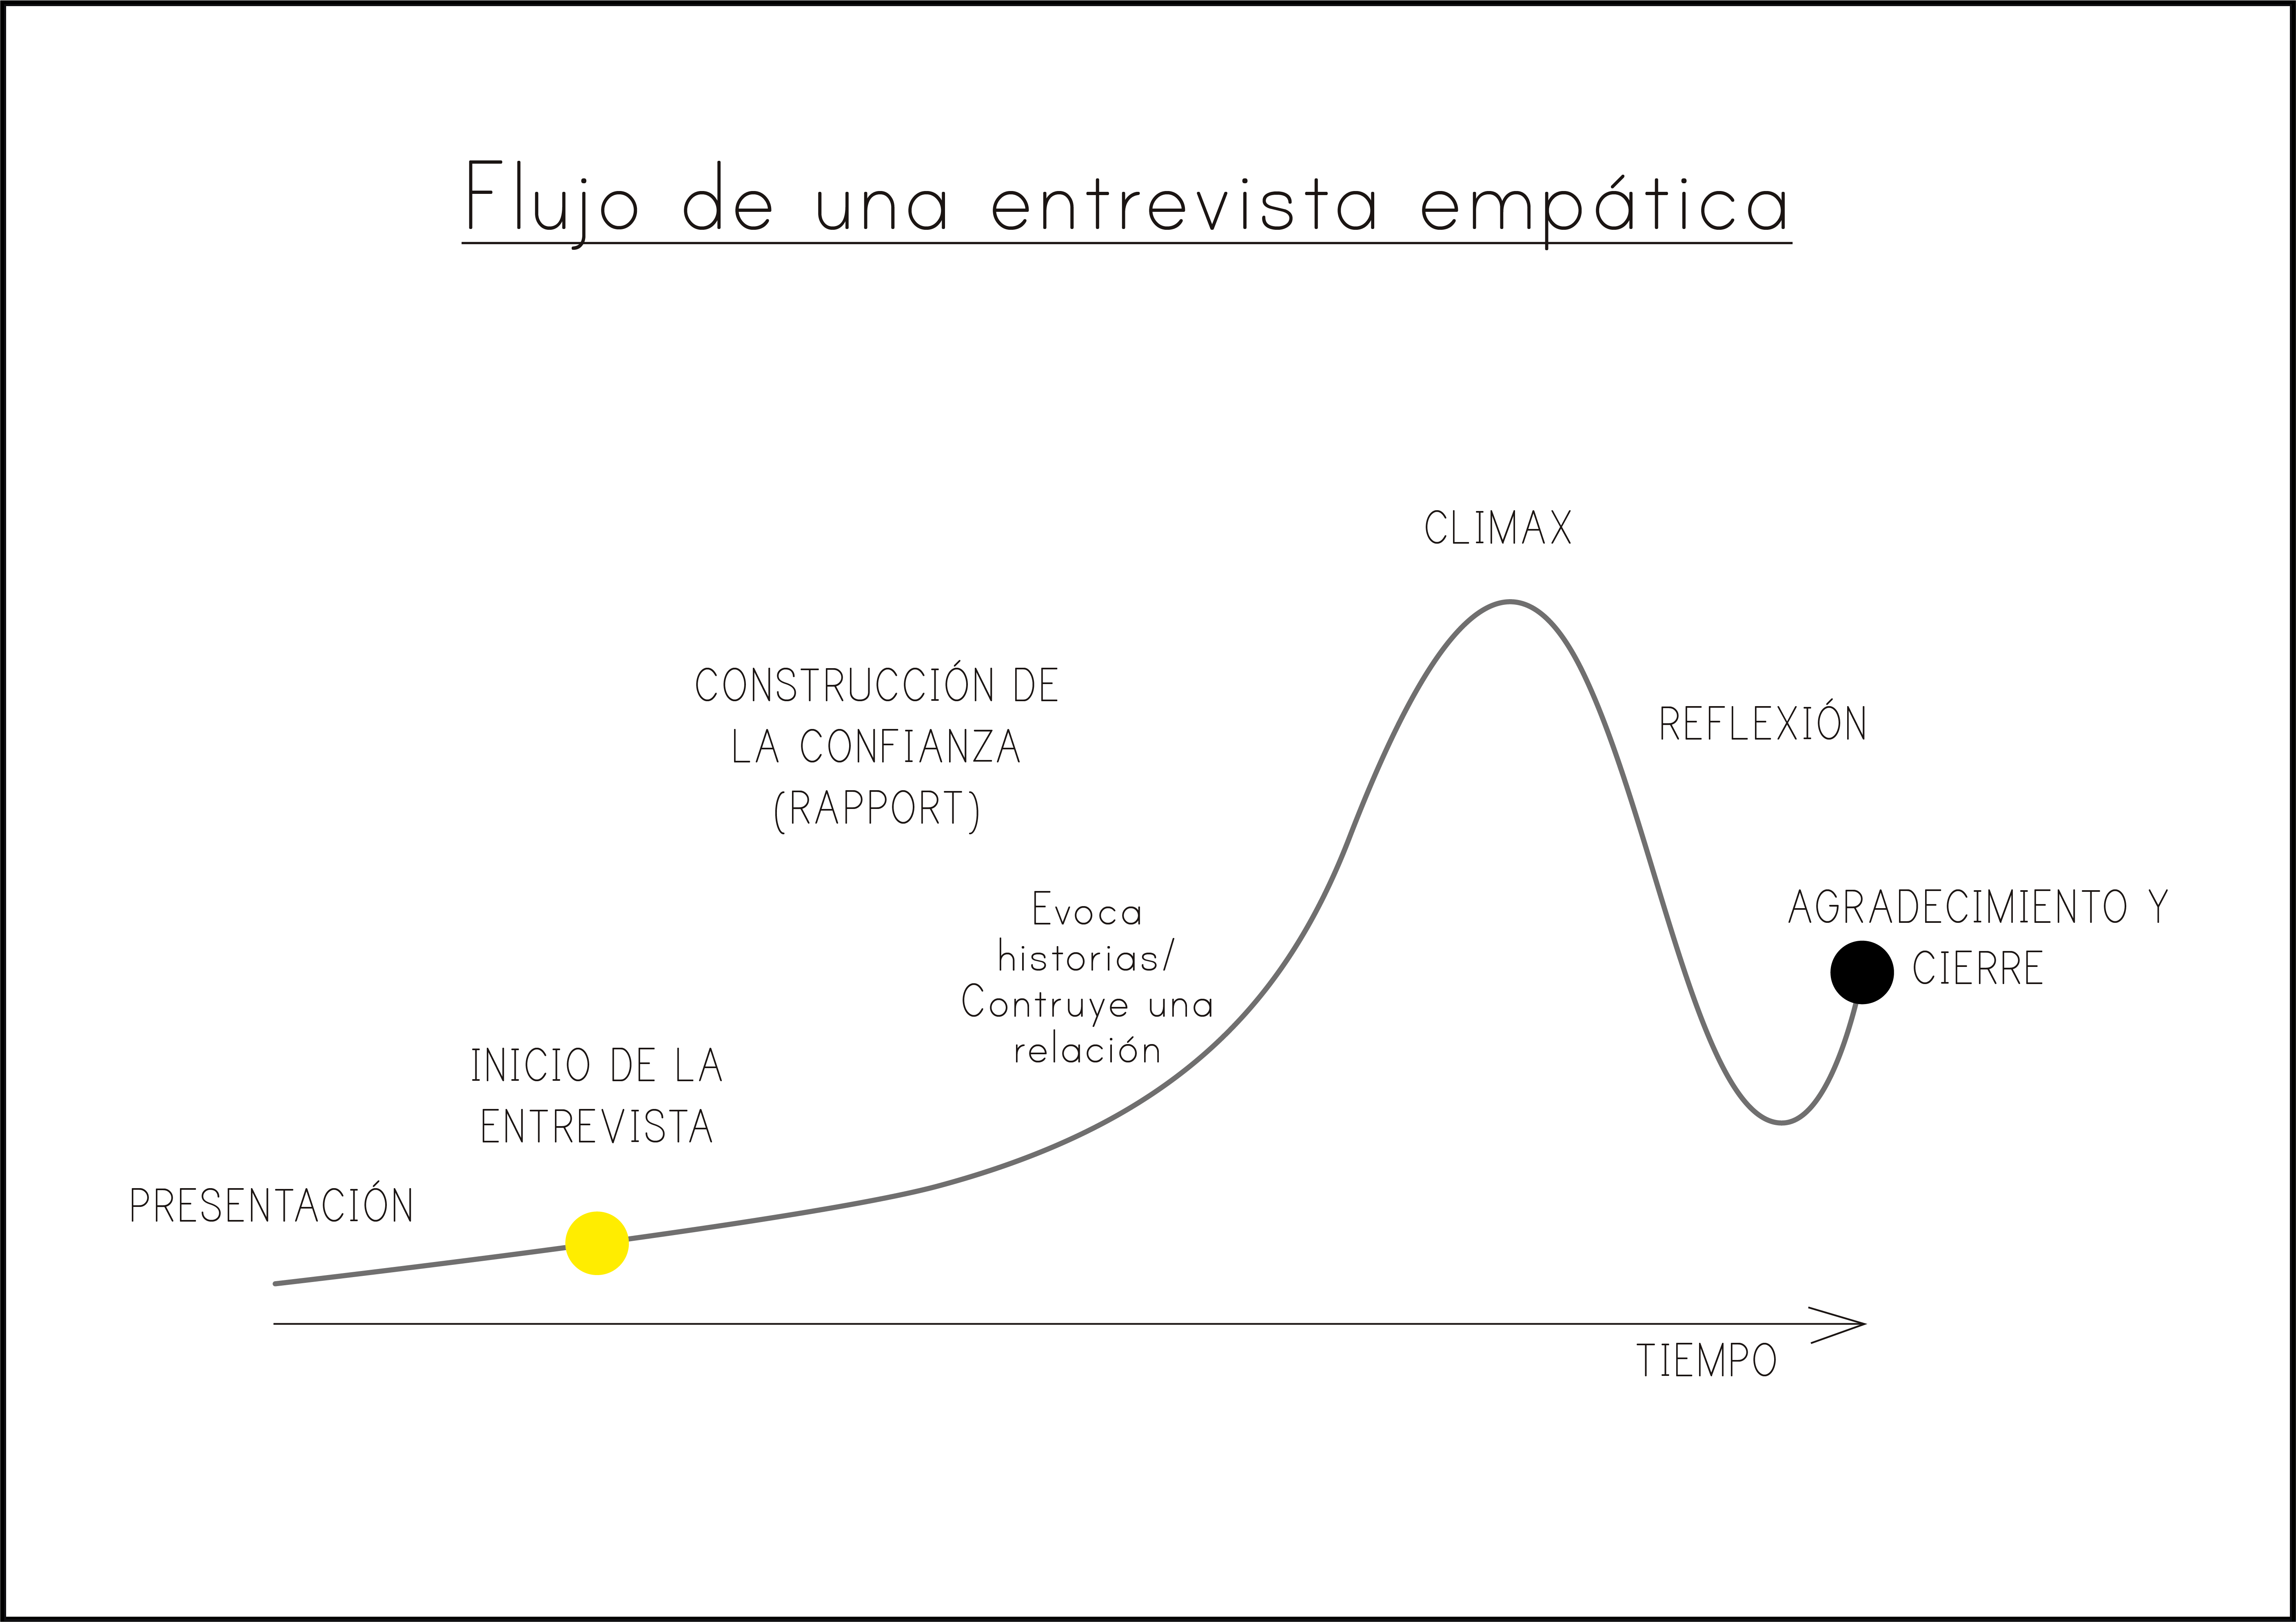 Flujo de una entrevista empática
CLIMAX
CONSTRUCCIÓN DE
LA CONFIANZA
(RAPPORT)
REFLEXIÓN
Evoca
historias/
Contruye una
relación
AGRADECIMIENTO Y
CIERRE
INICIO DE LA
ENTREVISTA
PRESENTACIÓN
TIEMPO